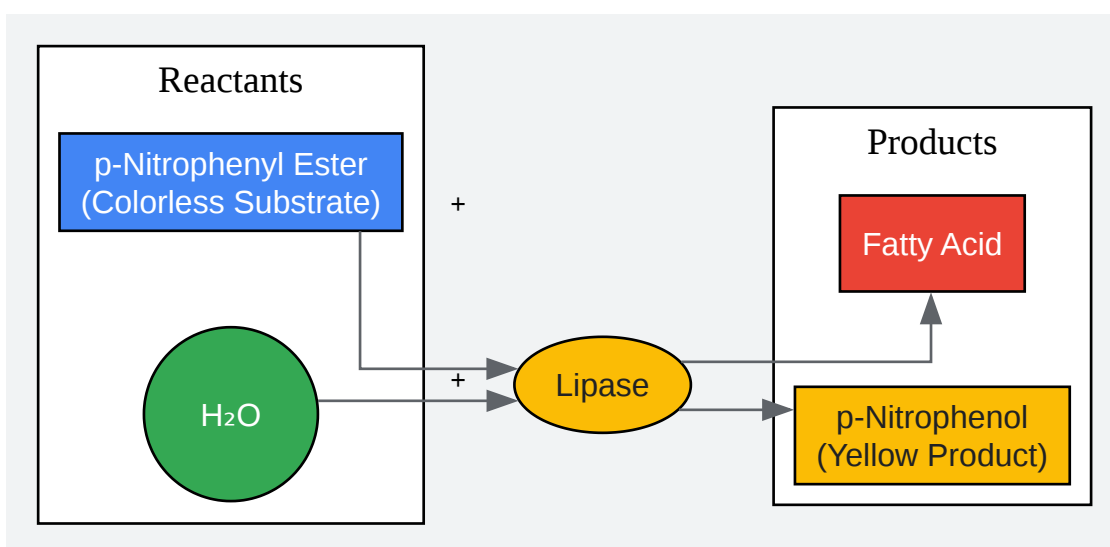 Reactants
p-Nitrophenyl Ester
(Colorless Substrate)
+
H₂O
+
Lipase
Products
Fatty Acid
p-Nitrophenol
(Yellow Product)